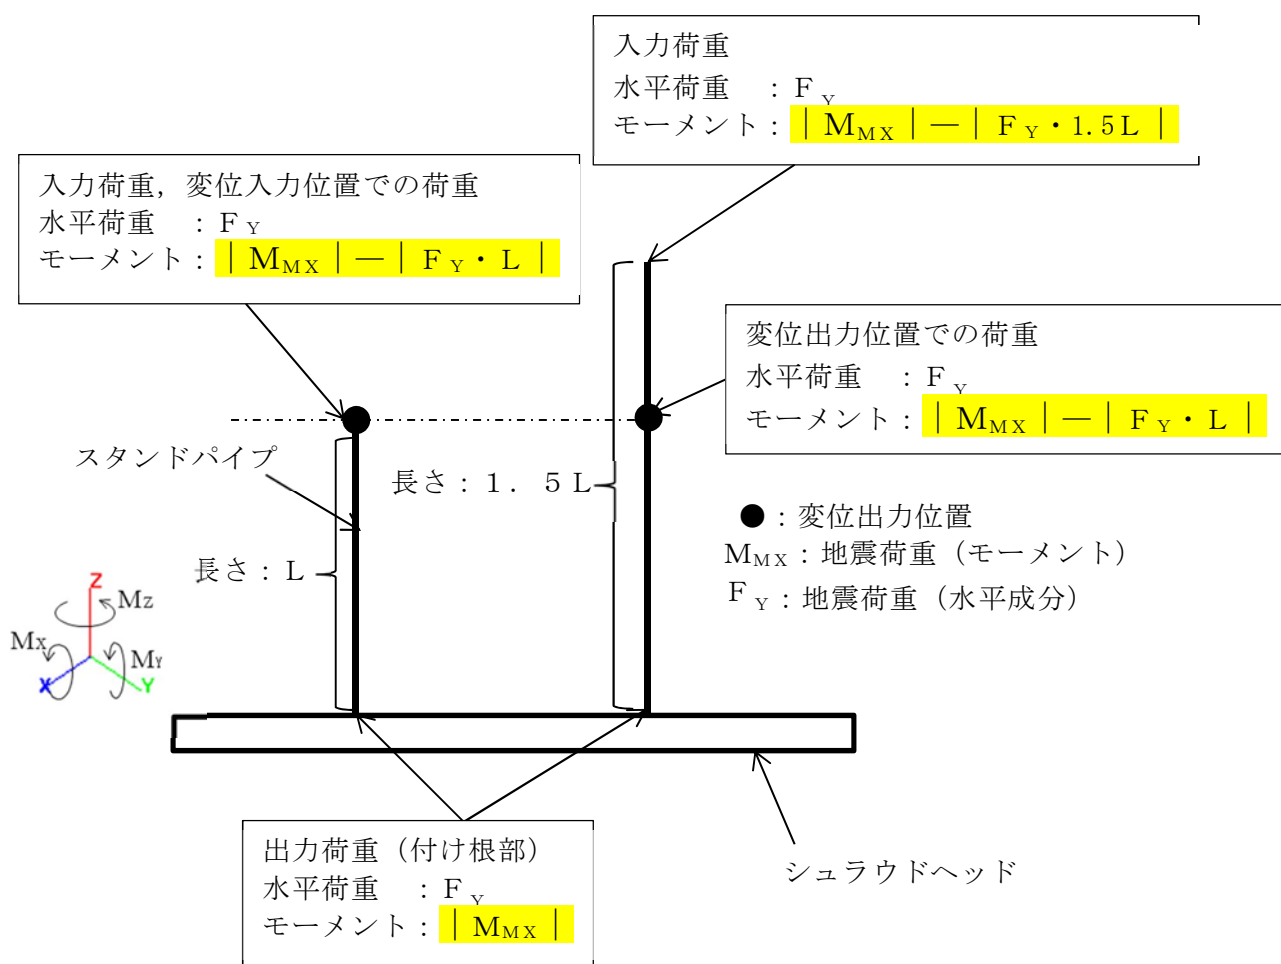 入力荷重
水平荷重 ：FY
モーメント：｜MMX｜－｜FY・1.5L｜
入力荷重，変位入力位置での荷重
水平荷重 ：FY
モーメント：｜MMX｜－｜FY・L｜
変位出力位置での荷重
水平荷重 ：FY
モーメント：｜MMX｜－｜FY・L｜
スタンドパイプ
長さ：１．５L
長さ：L
●：変位出力位置
MMX：地震荷重（モーメント）
FY：地震荷重（水平成分）
Z
Mz
Mx
MY
X
Y
出力荷重（付け根部）
水平荷重 ：FY
モーメント：｜MMX｜
シュラウドヘッド